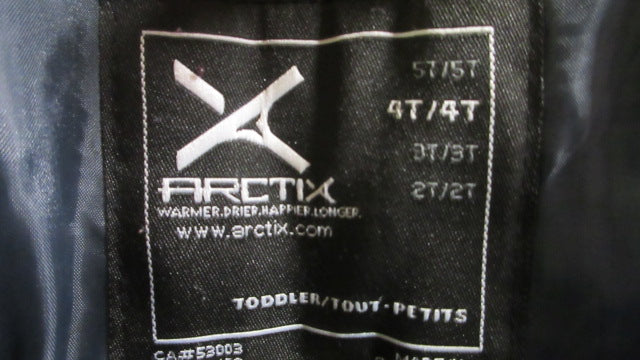 5T/5T
4T/4T
3T/3T
2T/2T
ARCTIX
WARMER.DRIER.HAPPIER.LONGER.
www.arctix.com
TODDLER/TOUT-PETITS
CA#53003